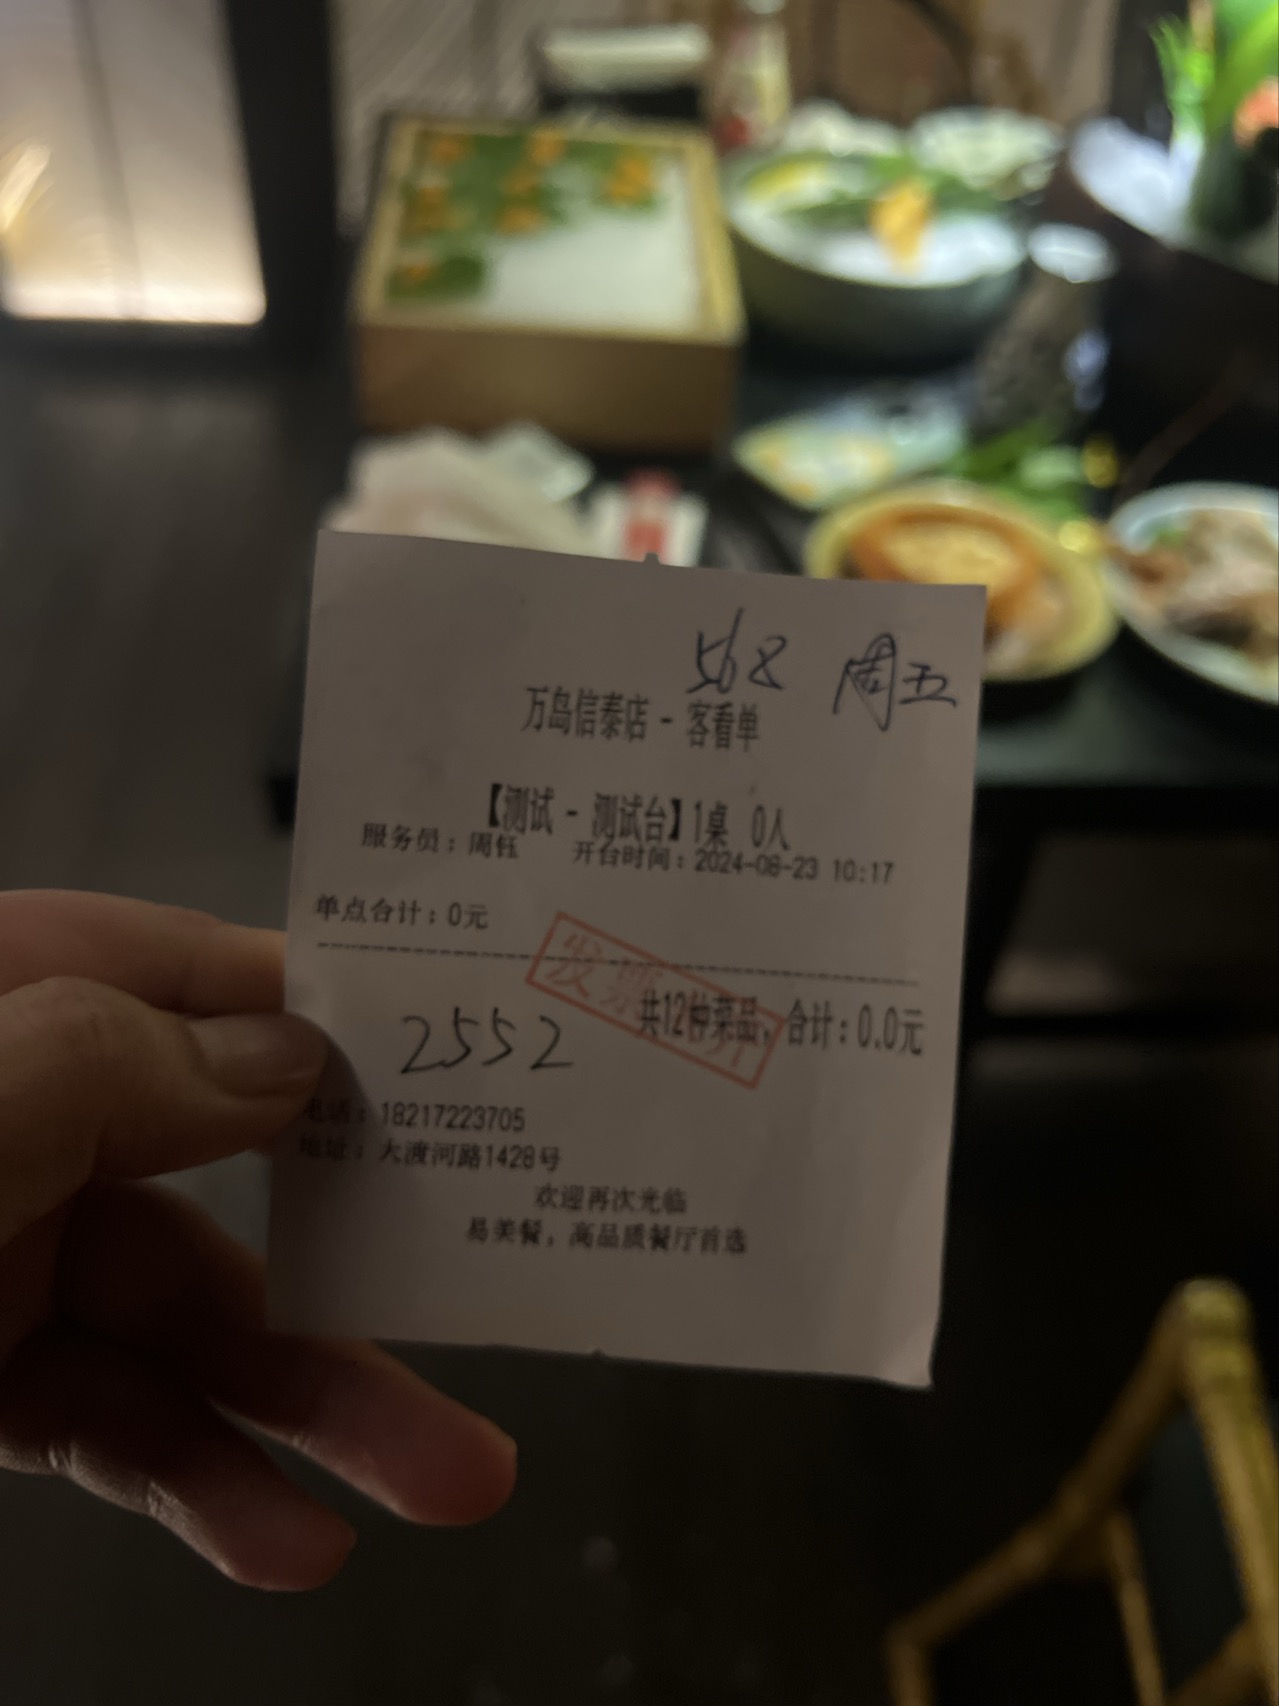 568 周五
万岛信泰店 - 客看单
【测试 - 测试台】1桌 0人
服务员：周钰 开台时间：2024-08-23 10:17
单点合计：0元
发票已开
共12种菜品，合计：0.0元
2552
电话：18217223705
地址：大渡河路1428号
欢迎再次光临
易美餐，高品质餐厅首选